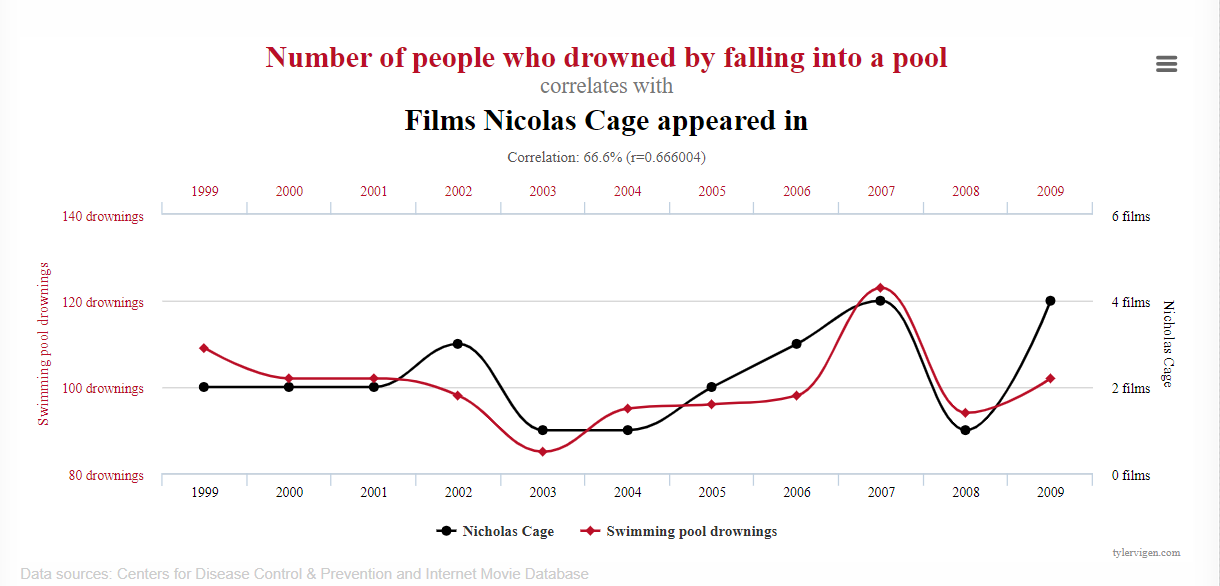 Number of people who drowned by falling into a pool
correlates with
Films Nicolas Cage appeared in
Correlation: 66.6% (r=0.666004)
1999 2000 2001 2002 2003 2004 2005 2006 2007 2008 2009
140 drownings 6 films
120 drownings 4 films
100 drownings 2 films
80 drownings 0 films
Swimming pool drownings
Nicholas Cage
1999 2000 2001 2002 2003 2004 2005 2006 2007 2008 2009
Nicholas Cage Swimming pool drownings
tylervigen.com
Data sources: Centers for Disease Control & Prevention and Internet Movie Database